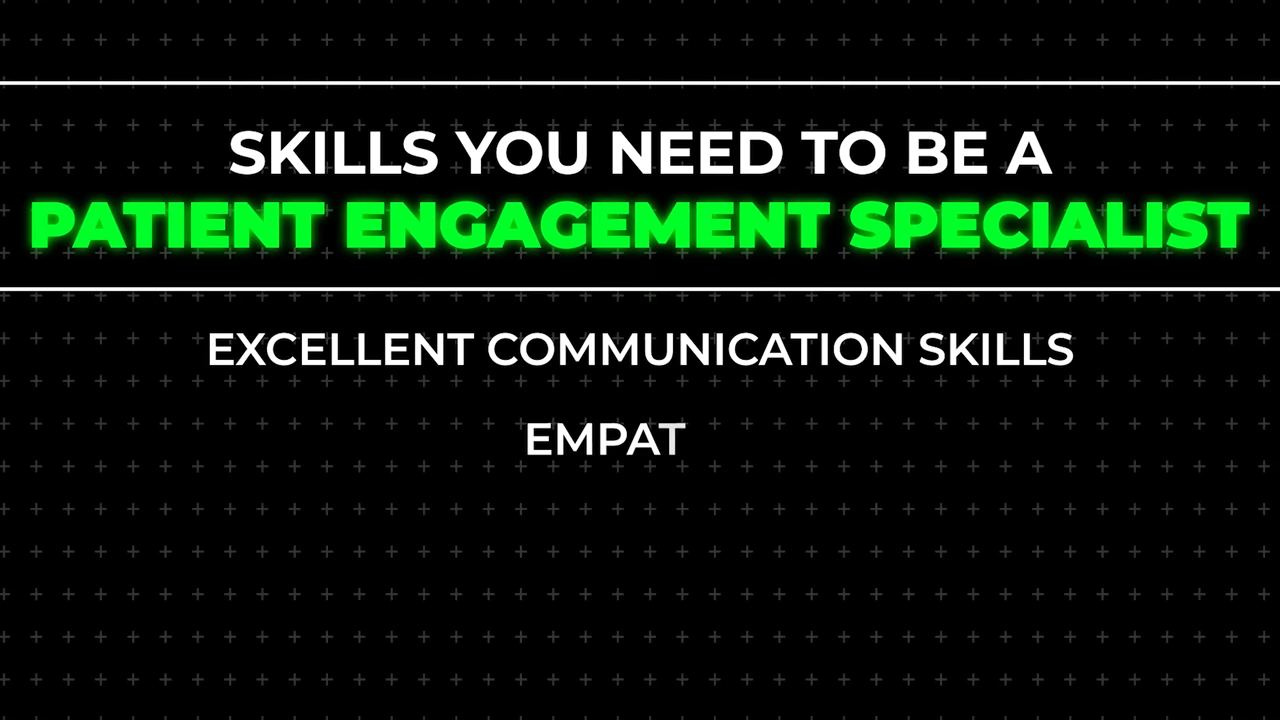 SKILLS YOU NEED TO BE A
PATIENT ENGAGEMENT SPECIALIST
EXCELLENT COMMUNICATION SKILLS
EMPAT